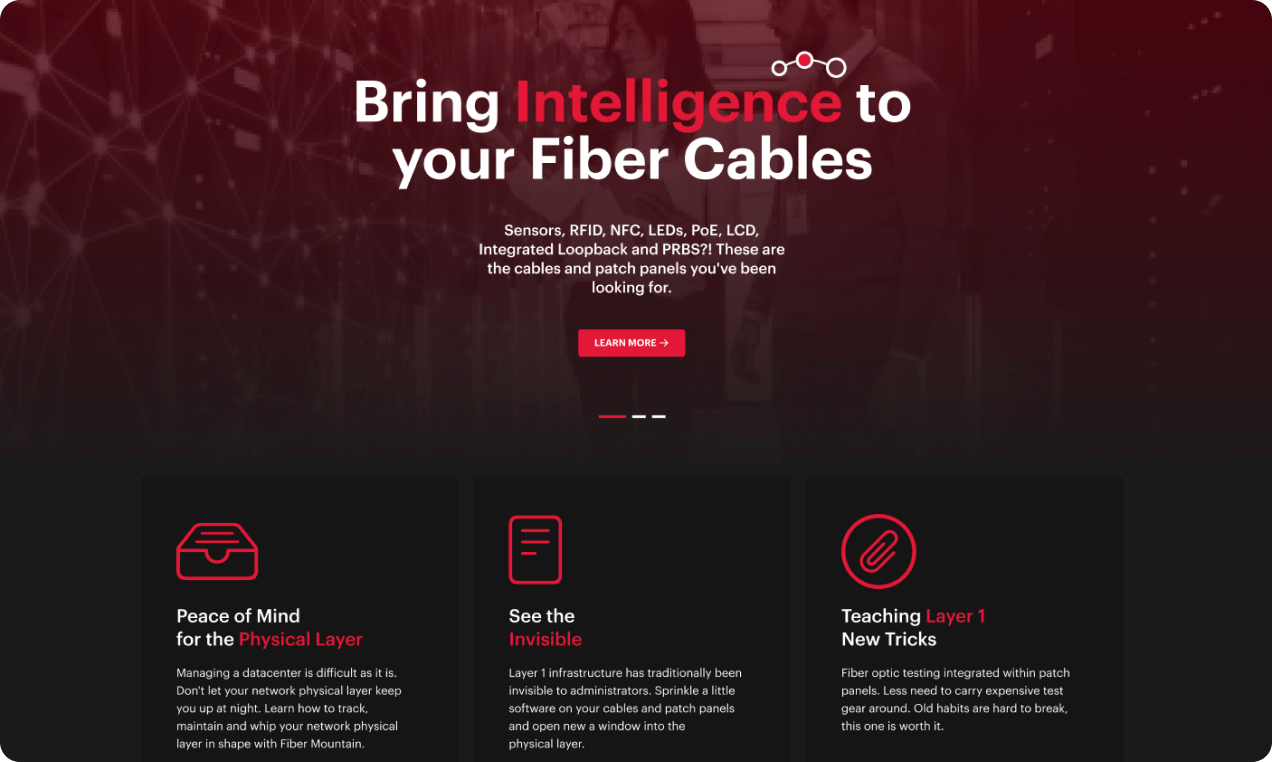 Bring Intelligence to
your Fiber Cables
Sensors, RFID, NFC, LEDs, PoE, LCD,
Integrated Loopback and PRBS?! These are
the cables and patch panels you've been
looking for.
LEARN MORE →
Peace of Mind
for the Physical Layer
Managing a datacenter is difficult as it is.
Don't let your network physical layer keep
you up at night. Learn how to track,
maintain and whip your network physical
layer in shape with Fiber Mountain.
See the
Invisible
Layer 1 infrastructure has traditionally been
invisible to administrators. Sprinkle a little
software on your cables and patch panels
and open new a window into the
physical layer.
Teaching Layer 1
New Tricks
Fiber optic testing integrated within patch
panels. Less need to carry expensive test
gear around. Old habits are hard to break,
this one is worth it.